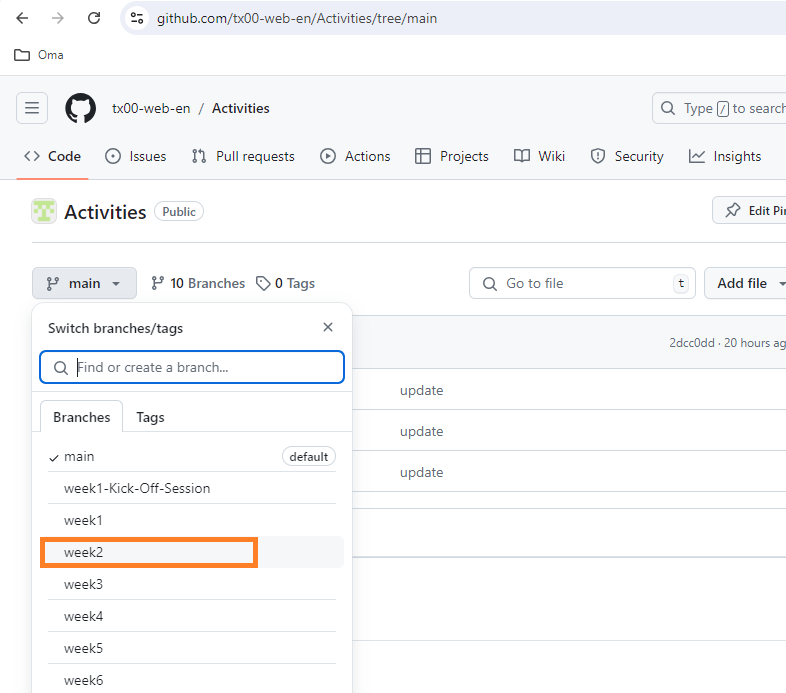 github.com/tx00-web-en/Activities/tree/main
Oma
tx00-web-en / Activities
Type / to search
Code Issues Pull requests Actions Projects Wiki Security Insights
Activities Public
Edit Pi
main 10 Branches 0 Tags Go to file t Add file
Switch branches/tags
2dcc0dd · 20 hours ag
Find or create a branch...
update
Branches Tags
update
main default
update
week1-Kick-Off-Session
week1
week2
week3
week4
week5
week6